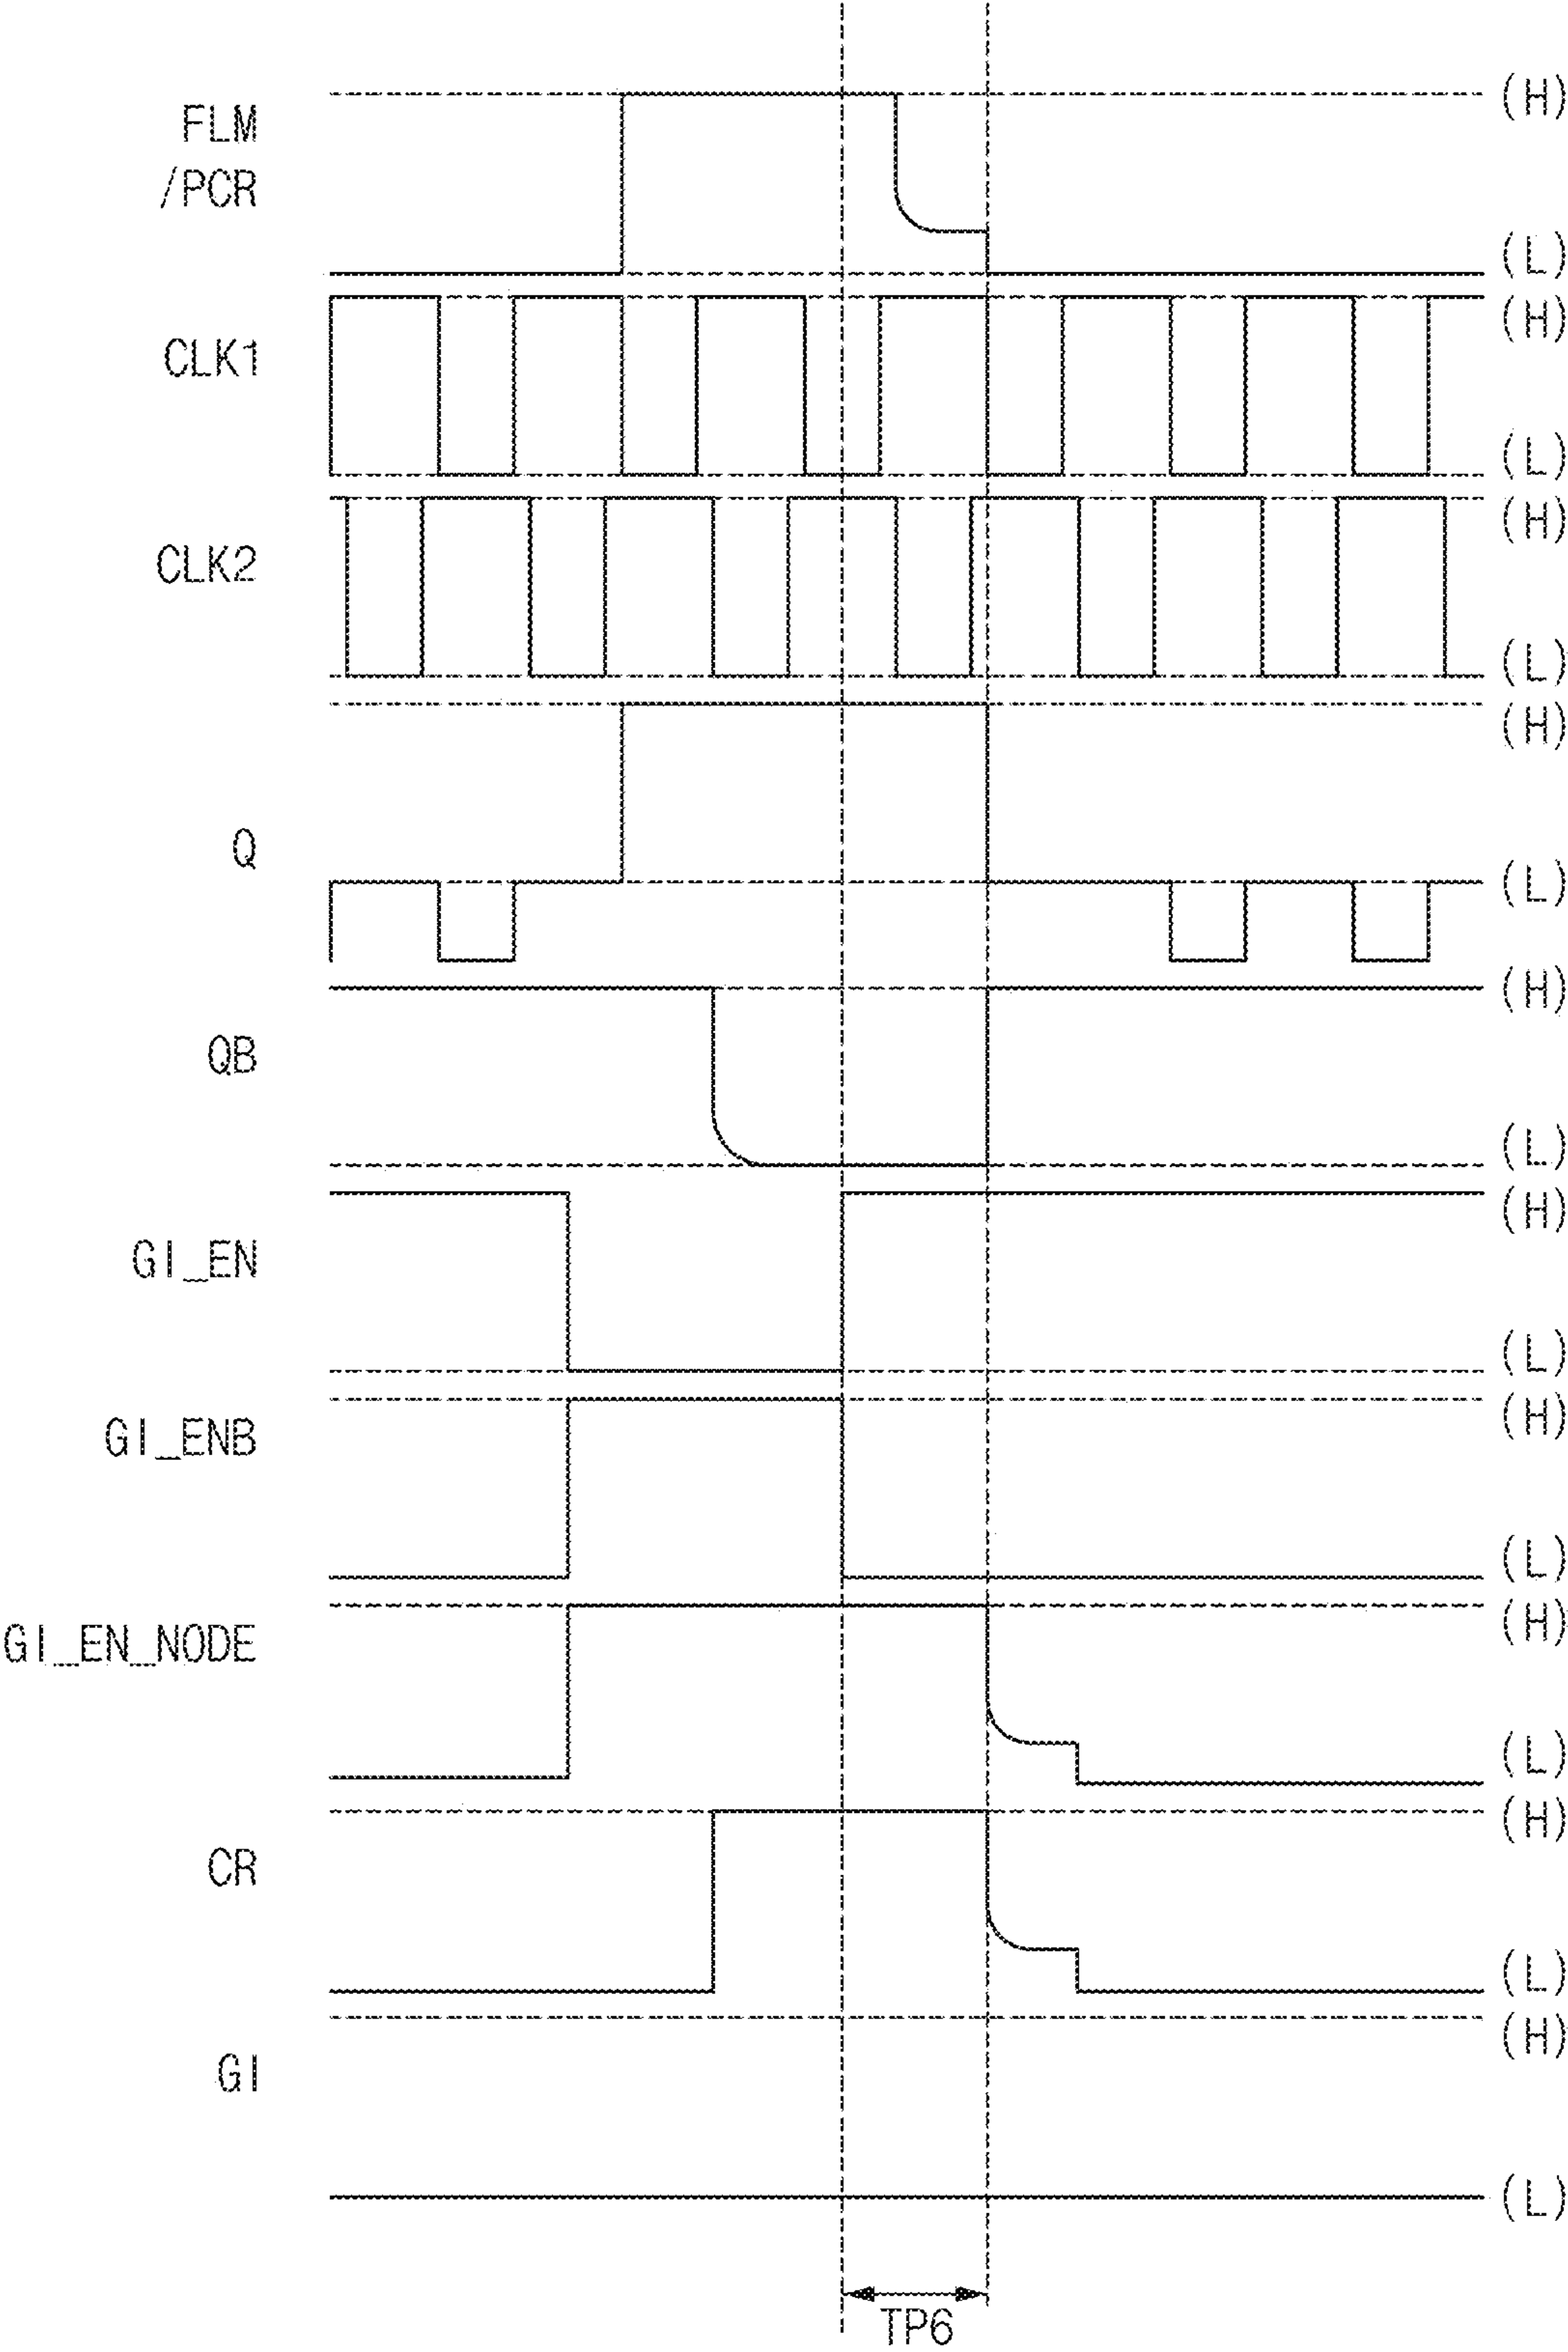 (H)
FLM
/PCR
(L)
(H)
CLK1
(L)
(H)
CLK2
(L)
(H)
Q
(L)
(H)
QB
(L)
(H)
GI_EN
(L)
(H)
GI_ENB
(L)
(H)
GI_EN_NODE
(L)
(H)
CR
(L)
(H)
GI
(L)
TP6